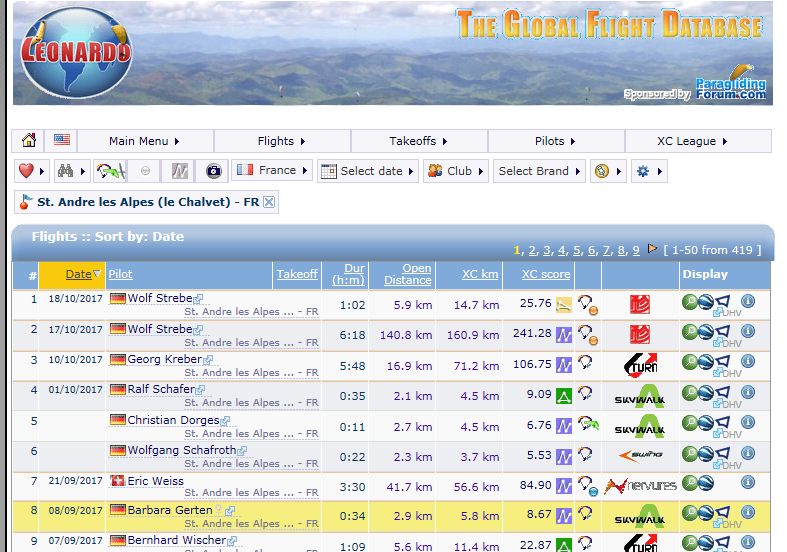 LEONARDO
THE GLOBAL FLIGHT DATABASE
Sponsored by Paragliding Forum.com
Main Menu Flights Takeoffs Pilots XC League
France Select date Club Select Brand
St. Andre les Alpes (le Chalvet) - FR
Flights :: Sort by: Date
1, 2, 3, 4, 5, 6, 7, 8, 9 [ 1-50 from 419 ]
# Date Pilot Takeoff Dur (h:m) Open Distance XC km XC score Display
1 18/10/2017 Wolf Strebe 1:02 5.9 km 14.7 km 25.76
St. Andre les Alpes ... - FR DHV
2 17/10/2017 Wolf Strebe 6:18 140.8 km 160.9 km 241.28
St. Andre les Alpes ... - FR DHV
3 10/10/2017 Georg Kreber 5:48 16.9 km 71.2 km 106.75 TURN
St. Andre les Alpes ... - FR DHV
4 01/10/2017 Ralf Schafer 0:35 2.1 km 4.5 km 9.09 SKYWALK
St. Andre les Alpes ... - FR DHV
5 Christian Dorges 0:11 2.7 km 4.5 km 6.76 SKYWALK
St. Andre les Alpes ... - FR DHV
6 Wolfgang Schafroth 0:22 2.3 km 3.7 km 5.53 SWING
St. Andre les Alpes ... - FR DHV
7 21/09/2017 Eric Weiss 3:30 41.7 km 56.6 km 84.90 nervures
St. Andre les Alpes ... - FR
8 08/09/2017 Barbara Gerten 0:34 2.9 km 5.8 km 8.67 SKYWALK
St. Andre les Alpes ... - FR DHV
9 07/09/2017 Bernhard Wischer 1:09 5.6 km 11.4 km 22.87 TURN